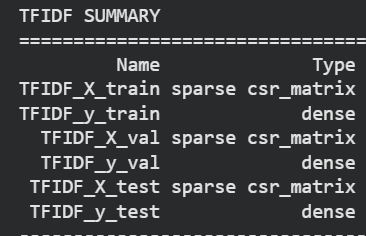 TFIDF SUMMARY
================================
Name Type
TFIDF_X_train sparse csr_matrix
TFIDF_y_train dense
TFIDF_X_val sparse csr_matrix
TFIDF_y_val dense
TFIDF_X_test sparse csr_matrix
TFIDF_y_test dense
================================